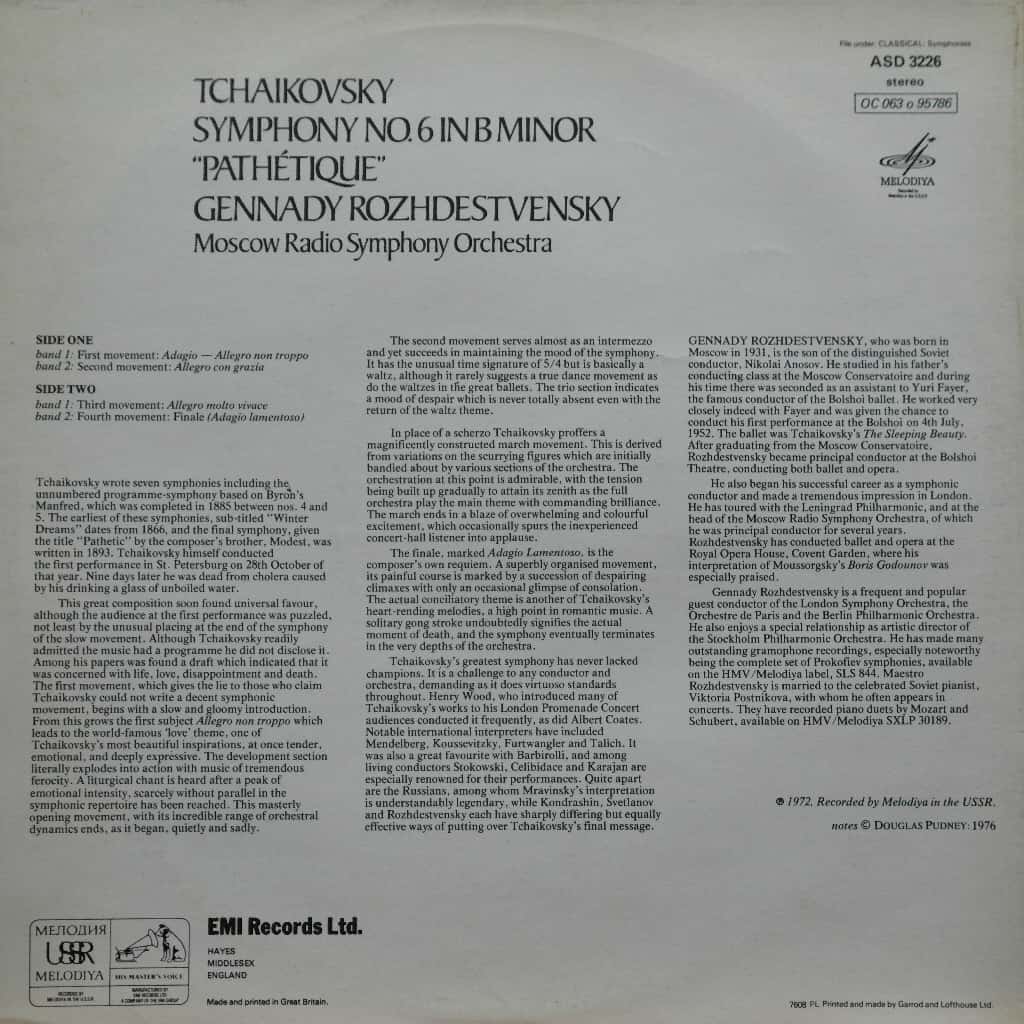 File under: CLASSICAL: Symphonies
ASD 3226
stereo
OC 063 o 95786
MELODIYA
TCHAIKOVSKY
SYMPHONY NO. 6 IN B MINOR
"PATHÉTIQUE"
GENNADY ROZHDESTVENSKY
Moscow Radio Symphony Orchestra
SIDE ONE
band 1: First movement: Adagio — Allegro non troppo
band 2: Second movement: Allegro con grazia
SIDE TWO
band 1: Third movement: Allegro molto vivace
band 2: Fourth movement: Finale (Adagio lamentoso)
Tchaikovsky wrote seven symphonies including the
unnumbered programme-symphony based on Byron's
Manfred, which was completed in 1885 between nos. 4 and
5. The earliest of these symphonies, sub-titled "Winter
Dreams" dates from 1866, and the final symphony, given
the title "Pathetic" by the composer's brother, Modest, was
written in 1893. Tchaikovsky himself conducted
the first performance in St. Petersburg on 28th October of
that year. Nine days later he was dead from cholera caused
by his drinking a glass of unboiled water.
This great composition soon found universal favour,
although the audience at the first performance was puzzled,
not least by the unusual placing at the end of the symphony
of the slow movement. Although Tchaikovsky readily
admitted the music had a programme he did not disclose it.
Among his papers was found a draft which indicated that it
was concerned with life, love, disappointment and death.
The first movement, which gives the lie to those who claim
Tchaikovsky could not write a decent symphonic
movement, begins with a slow and gloomy introduction.
From this grows the first subject Allegro non troppo which
leads to the world-famous 'love' theme, one of
Tchaikovsky's most beautiful inspirations, at once tender,
emotional, and deeply expressive. The development section
literally explodes into action with music of tremendous
ferocity. A liturgical chant is heard after a peak of
emotional intensity, scarcely without parallel in the
symphonic repertoire has been reached. This masterly
opening movement, with its incredible range of orchestral
dynamics ends, as it began, quietly and sadly.
The second movement serves almost as an intermezzo
and yet succeeds in maintaining the mood of the symphony.
It has the unusual time signature of 5/4 but is basically a
waltz, although it rarely suggests a true dance movement as
do the waltzes in the great ballets. The trio section indicates
a mood of despair which is never totally absent even with the
return of the waltz theme.
In place of a scherzo Tchaikovsky proffers a
magnificently constructed march movement. This is derived
from variations on the scurrying figures which are initially
bandied about by various sections of the orchestra. The
orchestration at this point is admirable, with the tension
being built up gradually to attain its zenith as the full
orchestra play the main theme with commanding brilliance.
The march ends in a blaze of overwhelming and colourful
excitement, which occasionally spurs the inexperienced
concert-hall listener into applause.
The finale, marked Adagio Lamentoso, is the
composer's own requiem. A superbly organised movement,
its painful course is marked by a succession of despairing
climaxes with only an occasional glimpse of consolation.
The actual conciliatory theme is another of Tchaikovsky's
heart-rending melodies, a high point in romantic music. A
solitary gong stroke undoubtedly signifies the actual
moment of death, and the symphony eventually terminates
in the very depths of the orchestra.
Tchaikovsky's greatest symphony has never lacked
champions. It is a challenge to any conductor and
orchestra, demanding as it does virtuoso standards
throughout. Henry Wood, who introduced many of
Tchaikovsky's works to his London Promenade Concert
audiences conducted it frequently, as did Albert Coates.
Notable international interpreters have included
Mendelberg, Koussevitzky, Furtwangler and Talich. It
was also a great favourite with Barbirolli, and among
living conductors Stokowski, Celibidace and Karajan are
especially renowned for their performances. Quite apart
are the Russians, among whom Mravinsky's interpretation
is understandably legendary, while Kondrashin, Svetlanov
and Rozhdestvensky each have sharply differing but equally
effective ways of putting over Tchaikovsky's final message.
GENNADY ROZHDESTVENSKY, who was born in
Moscow in 1931, is the son of the distinguished Soviet
conductor, Nikolai Anosov. He studied in his father's
conducting class at the Moscow Conservatoire and during
his time there was seconded as an assistant to Yuri Fayer,
the famous conductor of the Bolshoi ballet. He worked very
closely indeed with Fayer and was given the chance to
conduct his first performance at the Bolshoi on 4th July,
1952. The ballet was Tchaikovsky's The Sleeping Beauty.
After graduating from the Moscow Conservatoire,
Rozhdestvensky became principal conductor at the Bolshoi
Theatre, conducting both ballet and opera.
He also began his successful career as a symphonic
conductor and made a tremendous impression in London.
He has toured with the Leningrad Philharmonic, and at the
head of the Moscow Radio Symphony Orchestra, of which
he was principal conductor for several years.
Rozhdestvensky has conducted ballet and opera at the
Royal Opera House, Covent Garden, where his
interpretation of Moussorgsky's Boris Godounov was
especially praised.
Gennady Rozhdestvensky is a frequent and popular
guest conductor of the London Symphony Orchestra, the
Orchestre de Paris and the Berlin Philharmonic Orchestra.
He also enjoys a special relationship as artistic director of
the Stockholm Philharmonic Orchestra. He has made many
outstanding gramophone recordings, especially noteworthy
being the complete set of Prokofiev symphonies, available
on the HMV/Melodiya label, SLS 844. Maestro
Rozhdestvensky is married to the celebrated Soviet pianist,
Viktoria Postnikova, with whom he often appears in
concerts. They have recorded piano duets by Mozart and
Schubert, available on HMV/Melodiya SXLP 30189.
℗ 1972. Recorded by Melodiya in the USSR.
notes © DOUGLAS PUDNEY: 1976
МЕЛОДИЯ
USSR
MELODIYA
RECORDED BY
MELODIYA IN THE U.S.S.R.
HIS MASTER'S VOICE
MANUFACTURED BY
EMI RECORDS LTD
A COMPANY OF THE EMI GROUP
EMI Records Ltd.
HAYES
MIDDLESEX
ENGLAND
Made and printed in Great Britain.
7608 PL Printed and made by Garrod and Lofthouse Ltd.